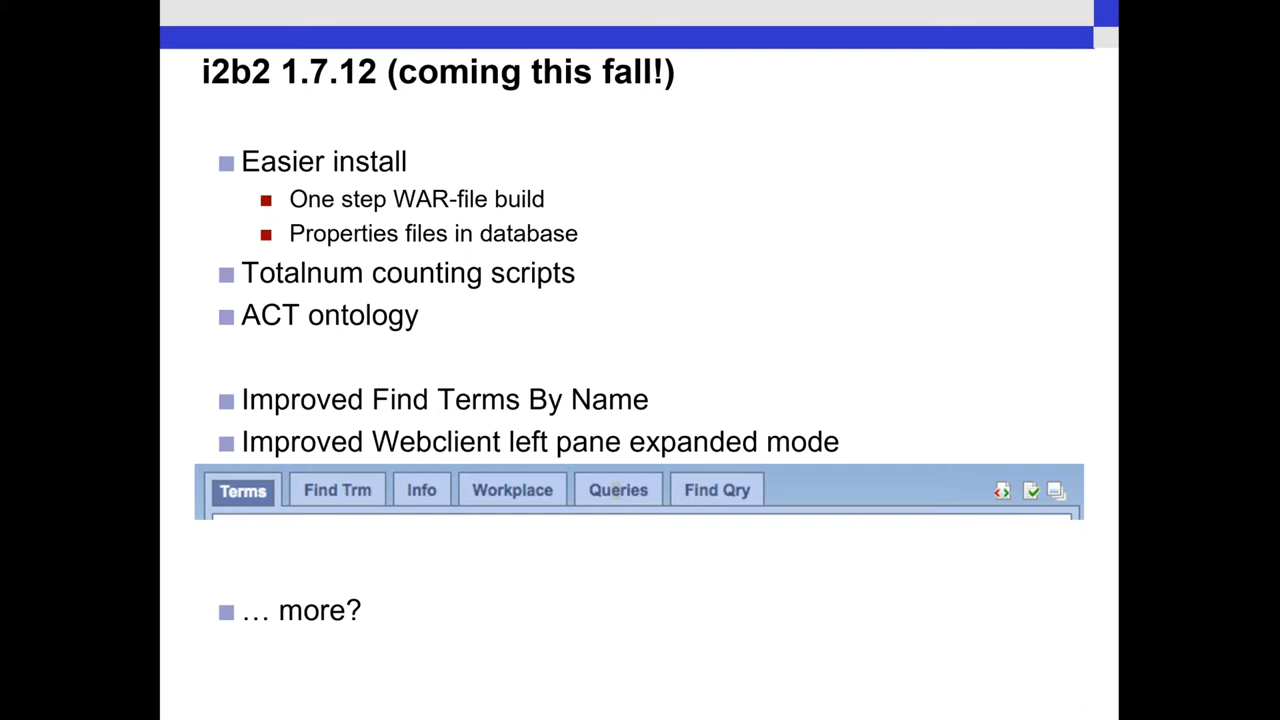 i2b2 1.7.12 (coming this fall!)
Easier install
One step WAR-file build
Properties files in database
Totalnum counting scripts
ACT ontology
Improved Find Terms By Name
Improved Webclient left pane expanded mode
Terms Find Trm Info Workplace Queries Find Qry
… more?